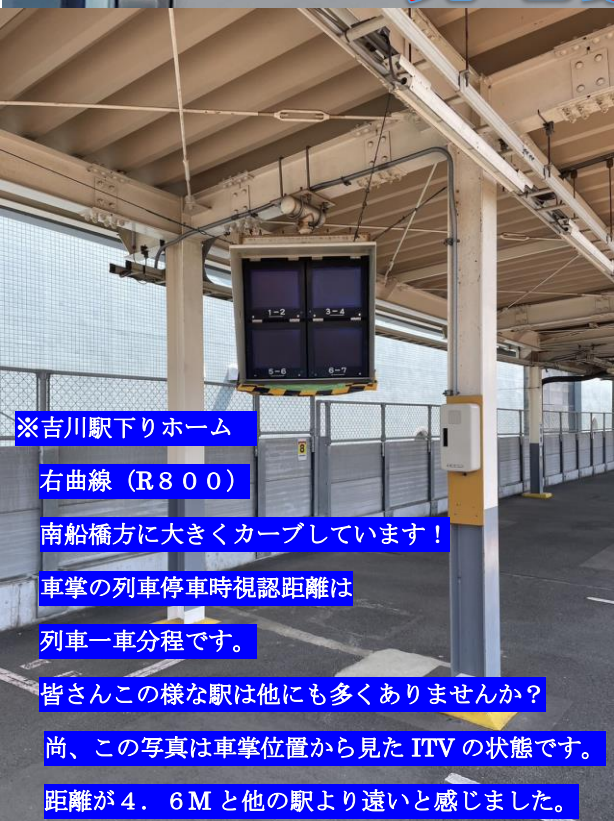 1-2
3-4
5-6
6-7
8
※吉川駅下りホーム
右曲線（R８００）
南船橋方に大きくカーブしています！
車掌の列車停車時視認距離は
列車一車分程です。
皆さんこの様な駅は他にも多くありませんか？
尚、この写真は車掌位置から見た ITV の状態です。
距離が４．６M と他の駅より遠いと感じました。